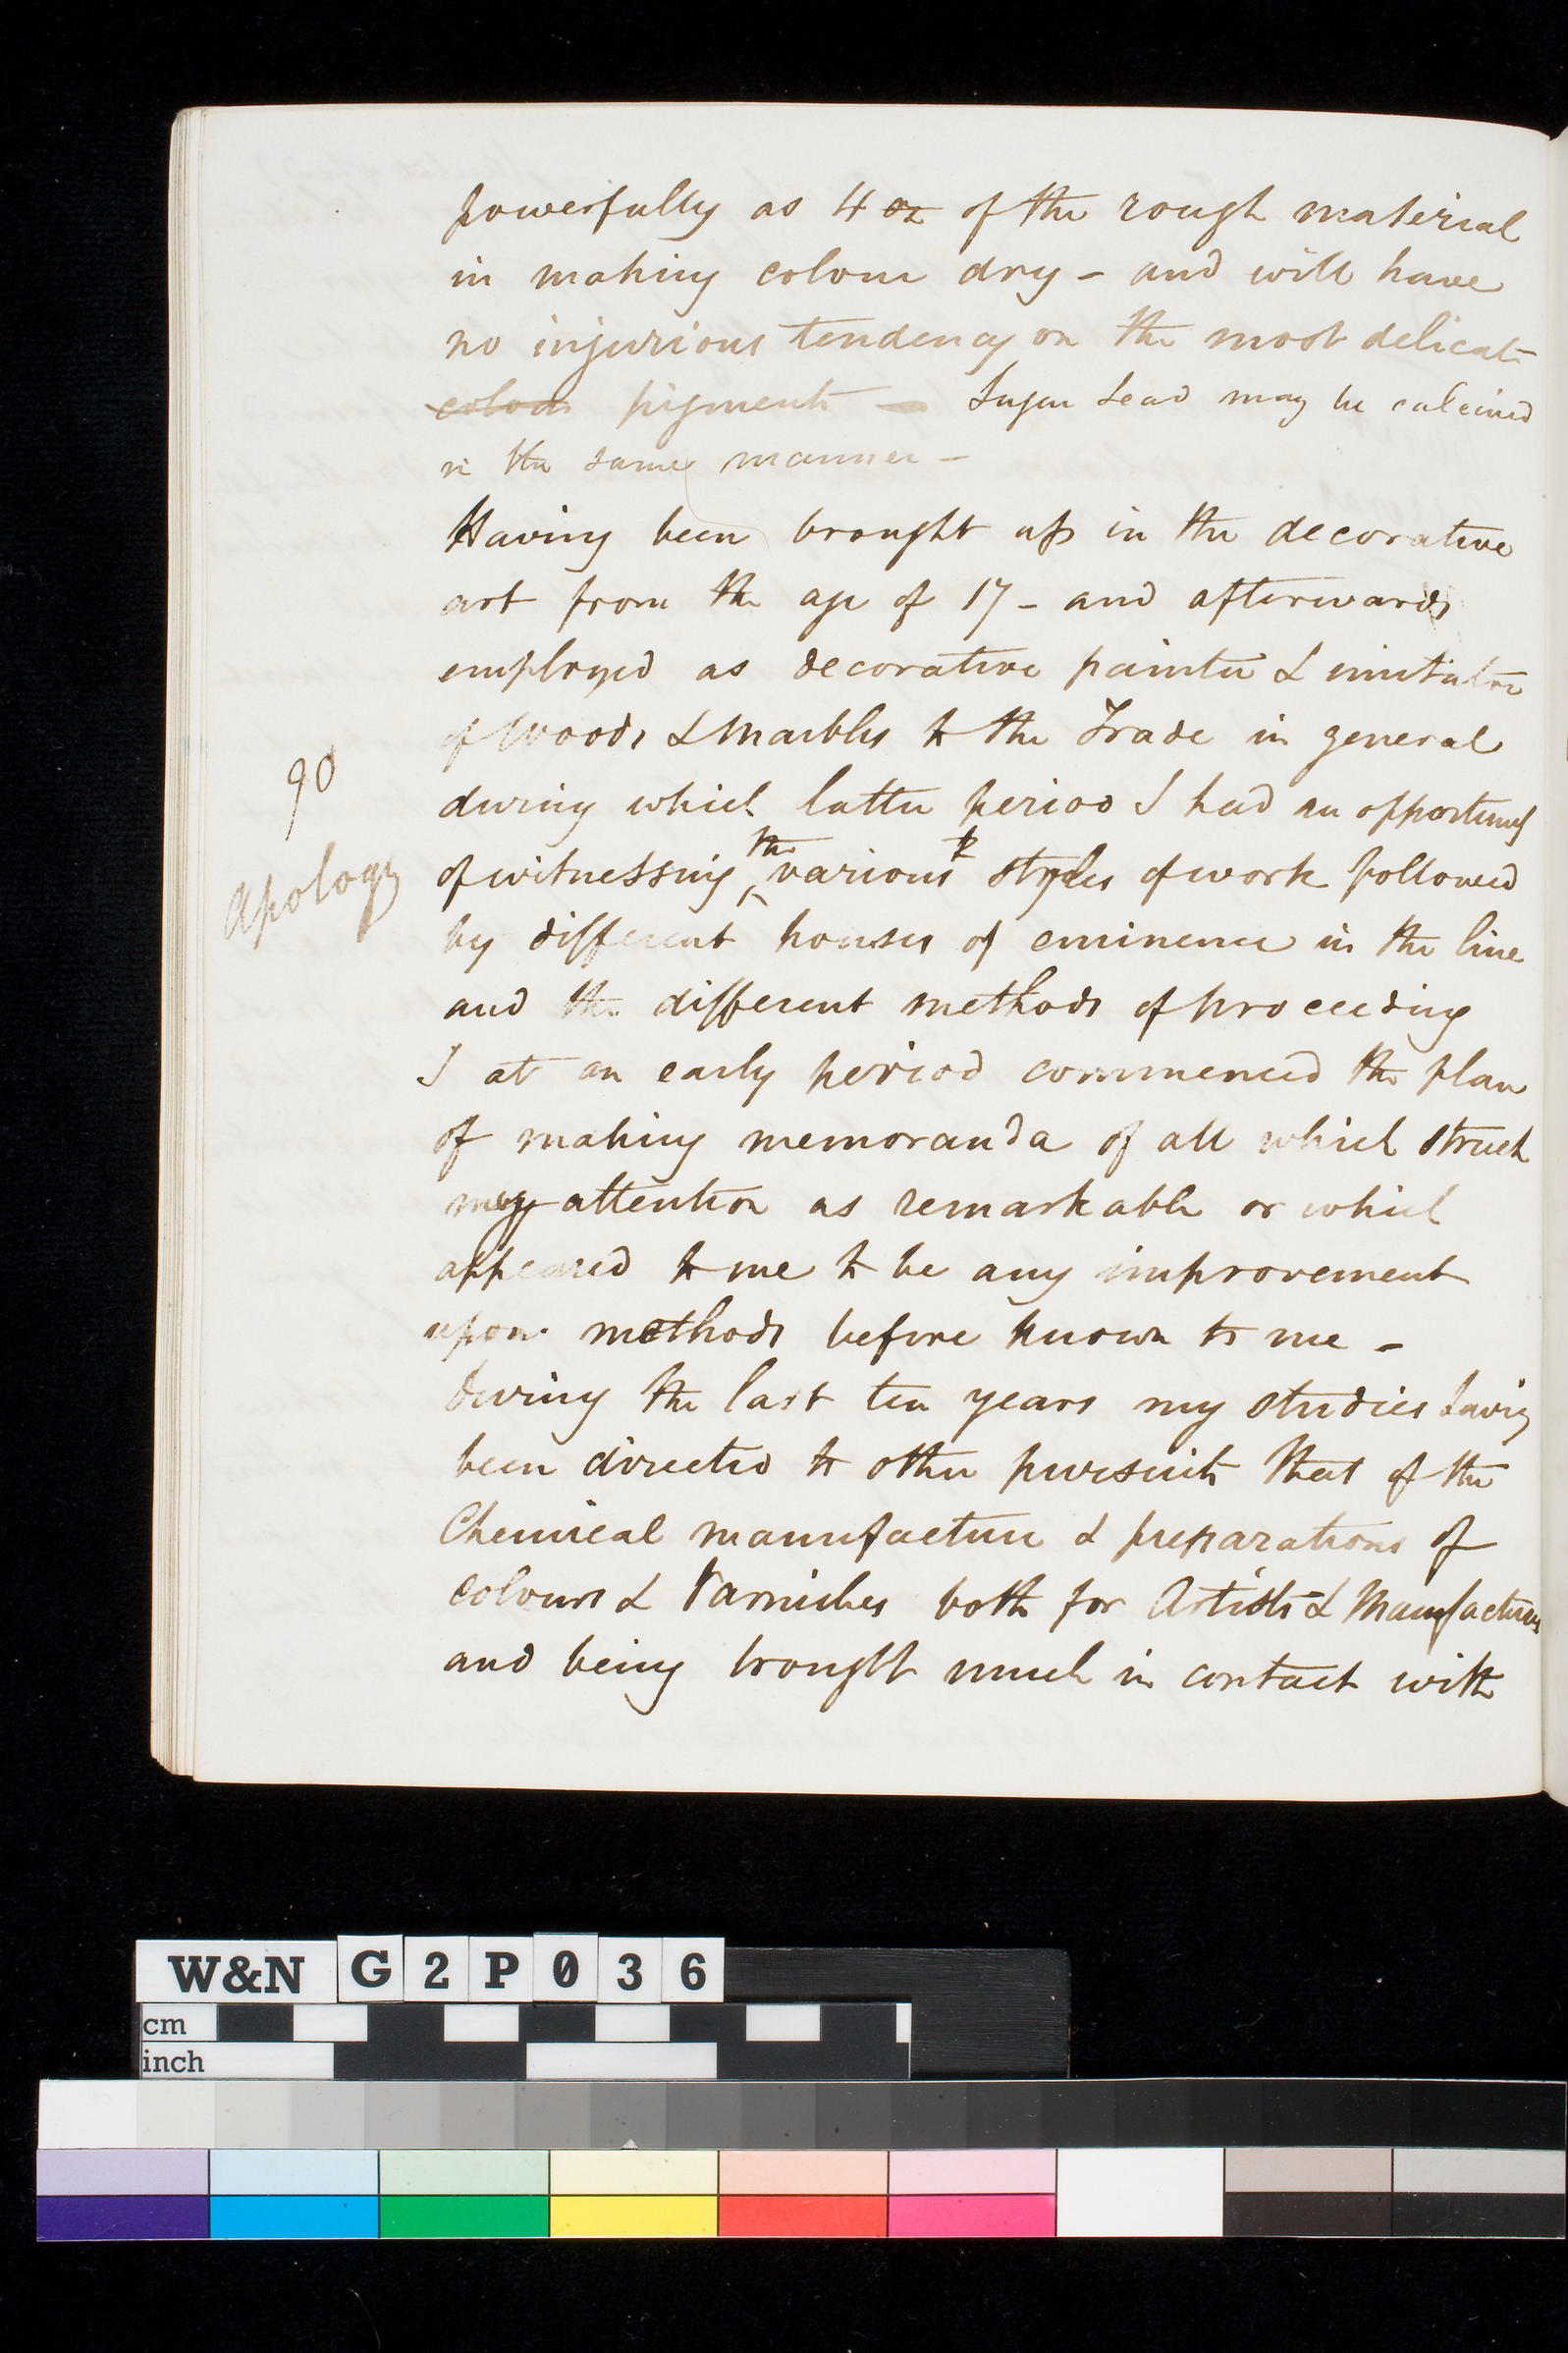 powerfully as 4 oz of the rough material
in making colour dry - and will have
no injurious tendency on the most delicate
colour pigments — Sugar Lead may be calcined
in the same manner -
Having been brought up in the decorative
art from the age of 17 - and afterwards
employed as decorative painter & imitator
of Woods & Marbles to the Trade in general
90
during which latter period I had an opportunity
the
of witnessing various styles of work followed
Apology
by different houses of eminence in the line
and the different methods of proceeding
I at an early period commenced the plan
of making memoranda of all which struck
my attention as remarkable or which
appeared to me to be any improvement
upon methods before known to me -
During the last ten years my studies having
been directed to other pursuits that of the
Chemical manufacture & preparations of
colours & Varnishes both for Artists & Manufactures
and being brought much in contact with
W&N G2P036
cm
inch